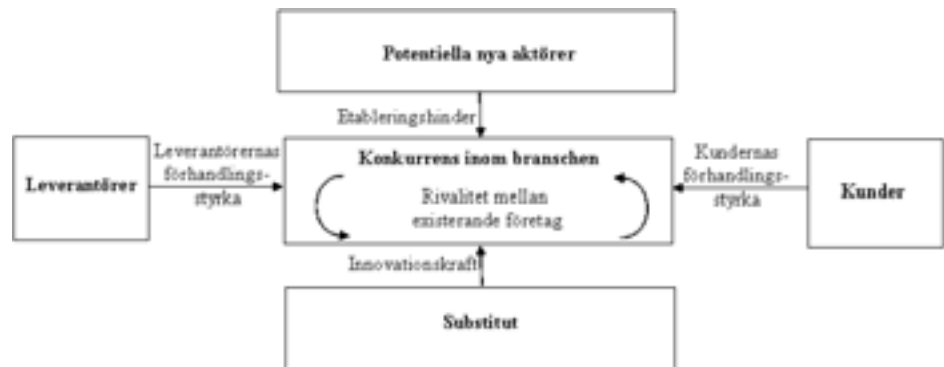 Potentiella nya aktörer
Etableringshinder
Leverantörer
Leverantörernas
förhandlings-
styrka
Konkurrens inom branschen
Rivalitet mellan
existerande företag
Kundernas
förhandlings-
styrka
Kunder
Innovationskraft
Substitut